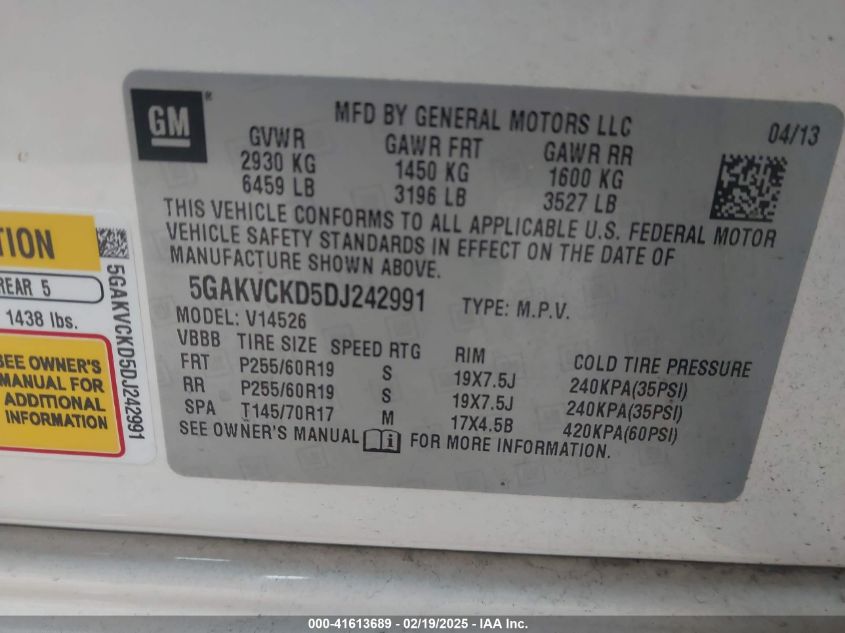 GM
MFD BY GENERAL MOTORS LLC
04/13
GVWR GAWR FRT GAWR RR
2930 KG 1450 KG 1600 KG
6459 LB 3196 LB 3527 LB
THIS VEHICLE CONFORMS TO ALL APPLICABLE U.S. FEDERAL MOTOR
VEHICLE SAFETY STANDARDS IN EFFECT ON THE DATE OF
MANUFACTURE SHOWN ABOVE.
5GAKVCKD5DJ242991 TYPE: M.P.V.
MODEL: V14526
VBBB TIRE SIZE SPEED RTG RIM COLD TIRE PRESSURE
FRT P255/60R19 S 19X7.5J 240KPA(35PSI)
RR P255/60R19 S 19X7.5J 240KPA(35PSI)
SPA T145/70R17 M 17X4.5B 420KPA(60PSI)
SEE OWNER'S MANUAL FOR MORE INFORMATION.
REAR 5
1438 lbs.
SEE OWNER'S
MANUAL FOR
ADDITIONAL
INFORMATION
5GAKVCKD5DJ242991
000-41613689 - 02/19/2025 - IAA Inc.